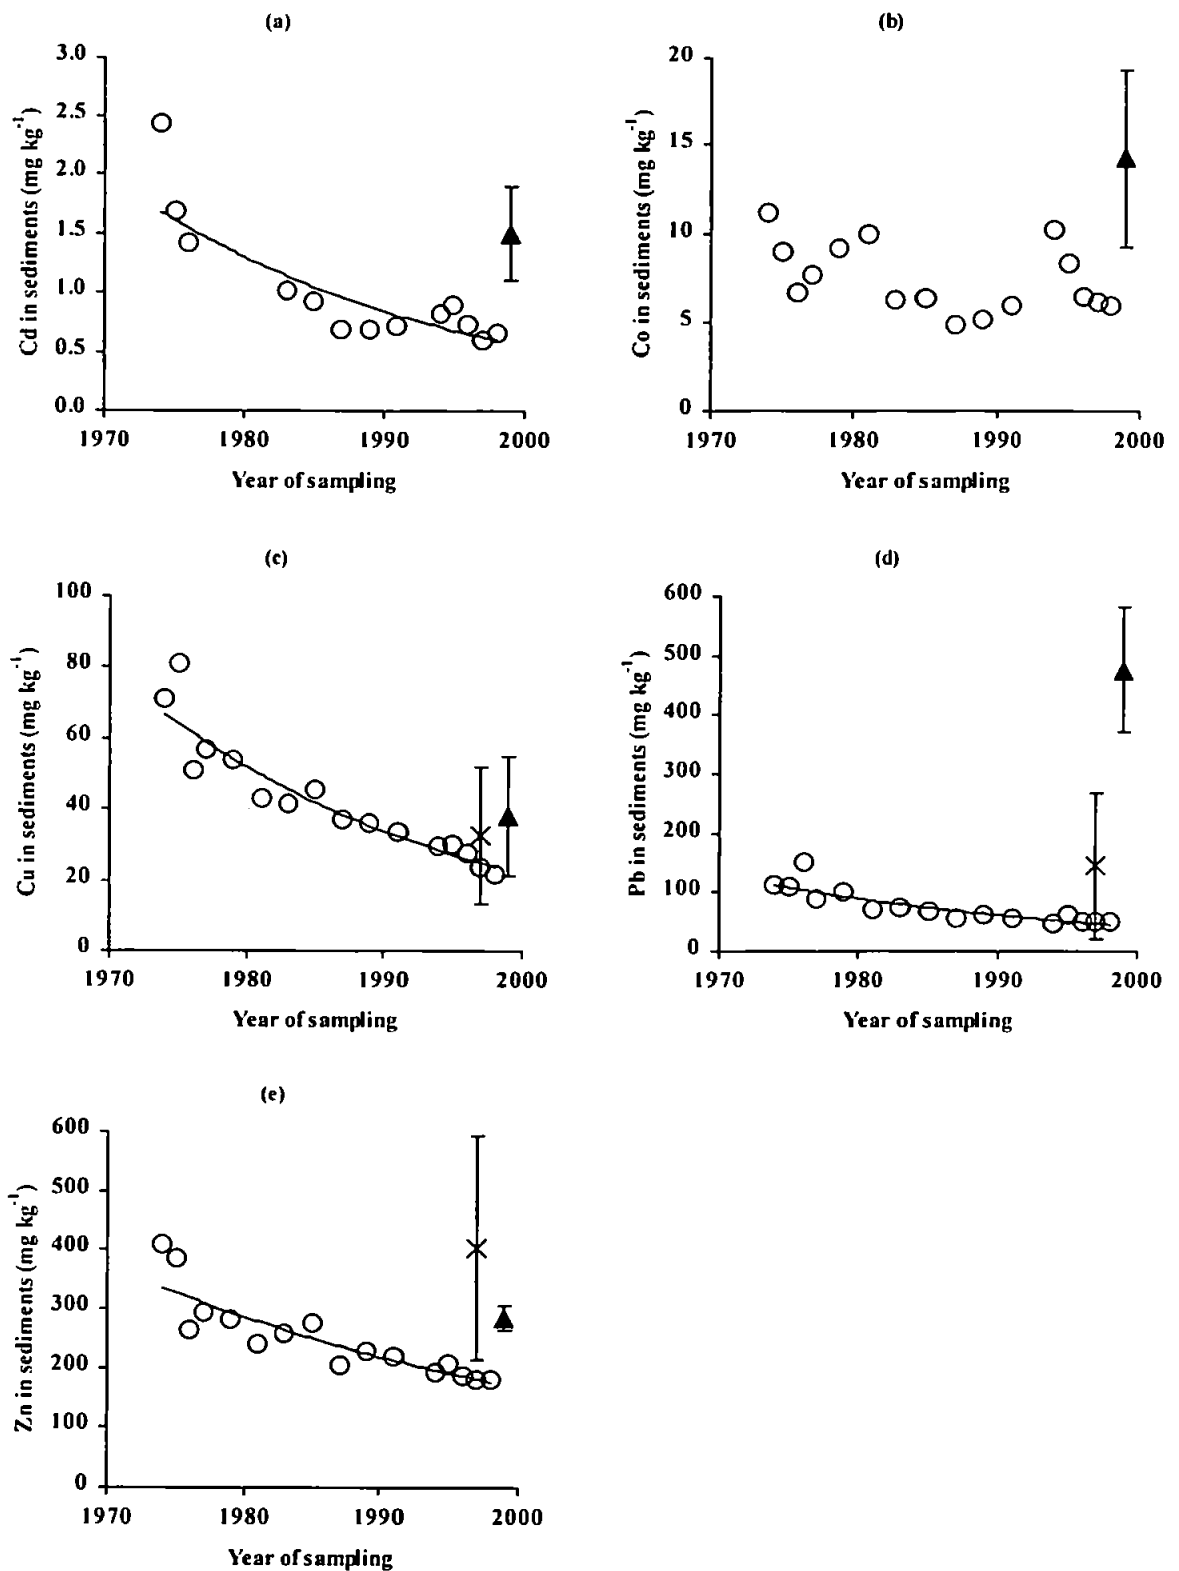 (a)
3.0
2.5
2.0
1.5
1.0
0.5
0.0
Cd in sediments (mg kg⁻¹)
1970 1980 1990 2000
Year of sampling
(b)
20
15
10
5
0
Co in sediments (mg kg⁻¹)
1970 1980 1990 2000
Year of sampling
(c)
100
80
60
40
20
0
Cu in sediments (mg kg⁻¹)
1970 1980 1990 2000
Year of sampling
(d)
600
500
400
300
200
100
0
Pb in sediments (mg kg⁻¹)
1970 1980 1990 2000
Year of sampling
(e)
600
500
400
300
200
100
0
Zn in sediments (mg kg⁻¹)
1970 1980 1990 2000
Year of sampling